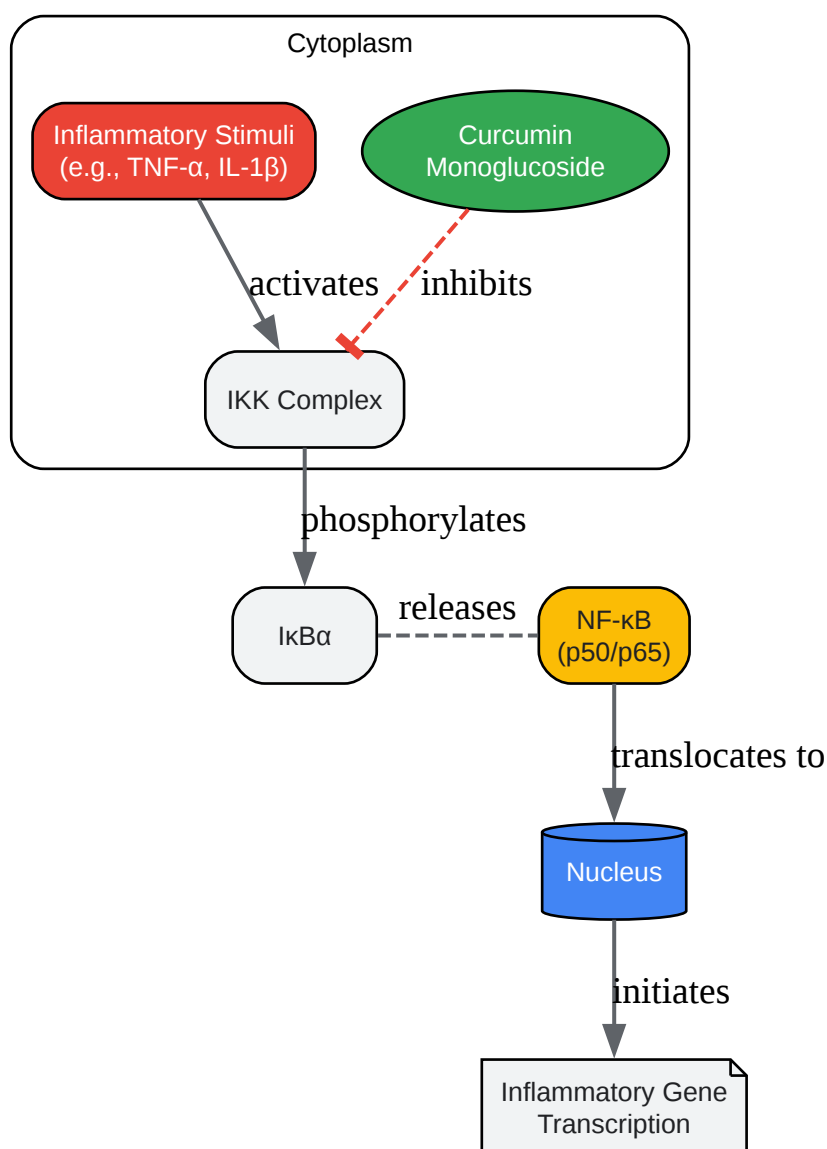 Cytoplasm
Inflammatory Stimuli
(e.g., TNF-α, IL-1β)
Curcumin
Monoglucoside
activates
inhibits
IKK Complex
phosphorylates
IκBα
releases
NF-κB
(p50/p65)
translocates to
Nucleus
initiates
Inflammatory Gene
Transcription